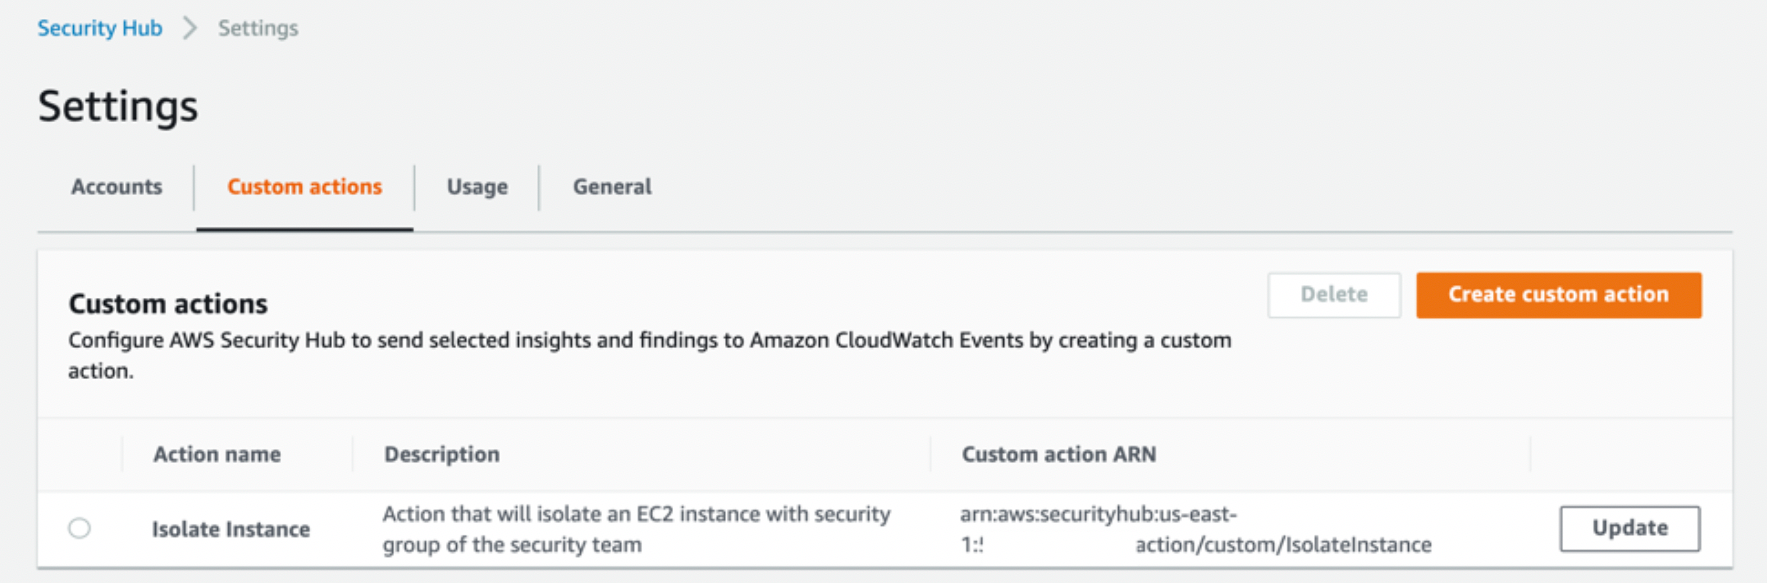 Security Hub > Settings
Settings
Accounts
Custom actions
Usage
General
Custom actions
Delete
Create custom action
Configure AWS Security Hub to send selected insights and findings to Amazon CloudWatch Events by creating a custom
action.
Action name
Description
Custom action ARN
Isolate Instance
Action that will isolate an EC2 instance with security
group of the security team
arn:aws:securityhub:us-east-
1:: action/custom/IsolateInstance
Update